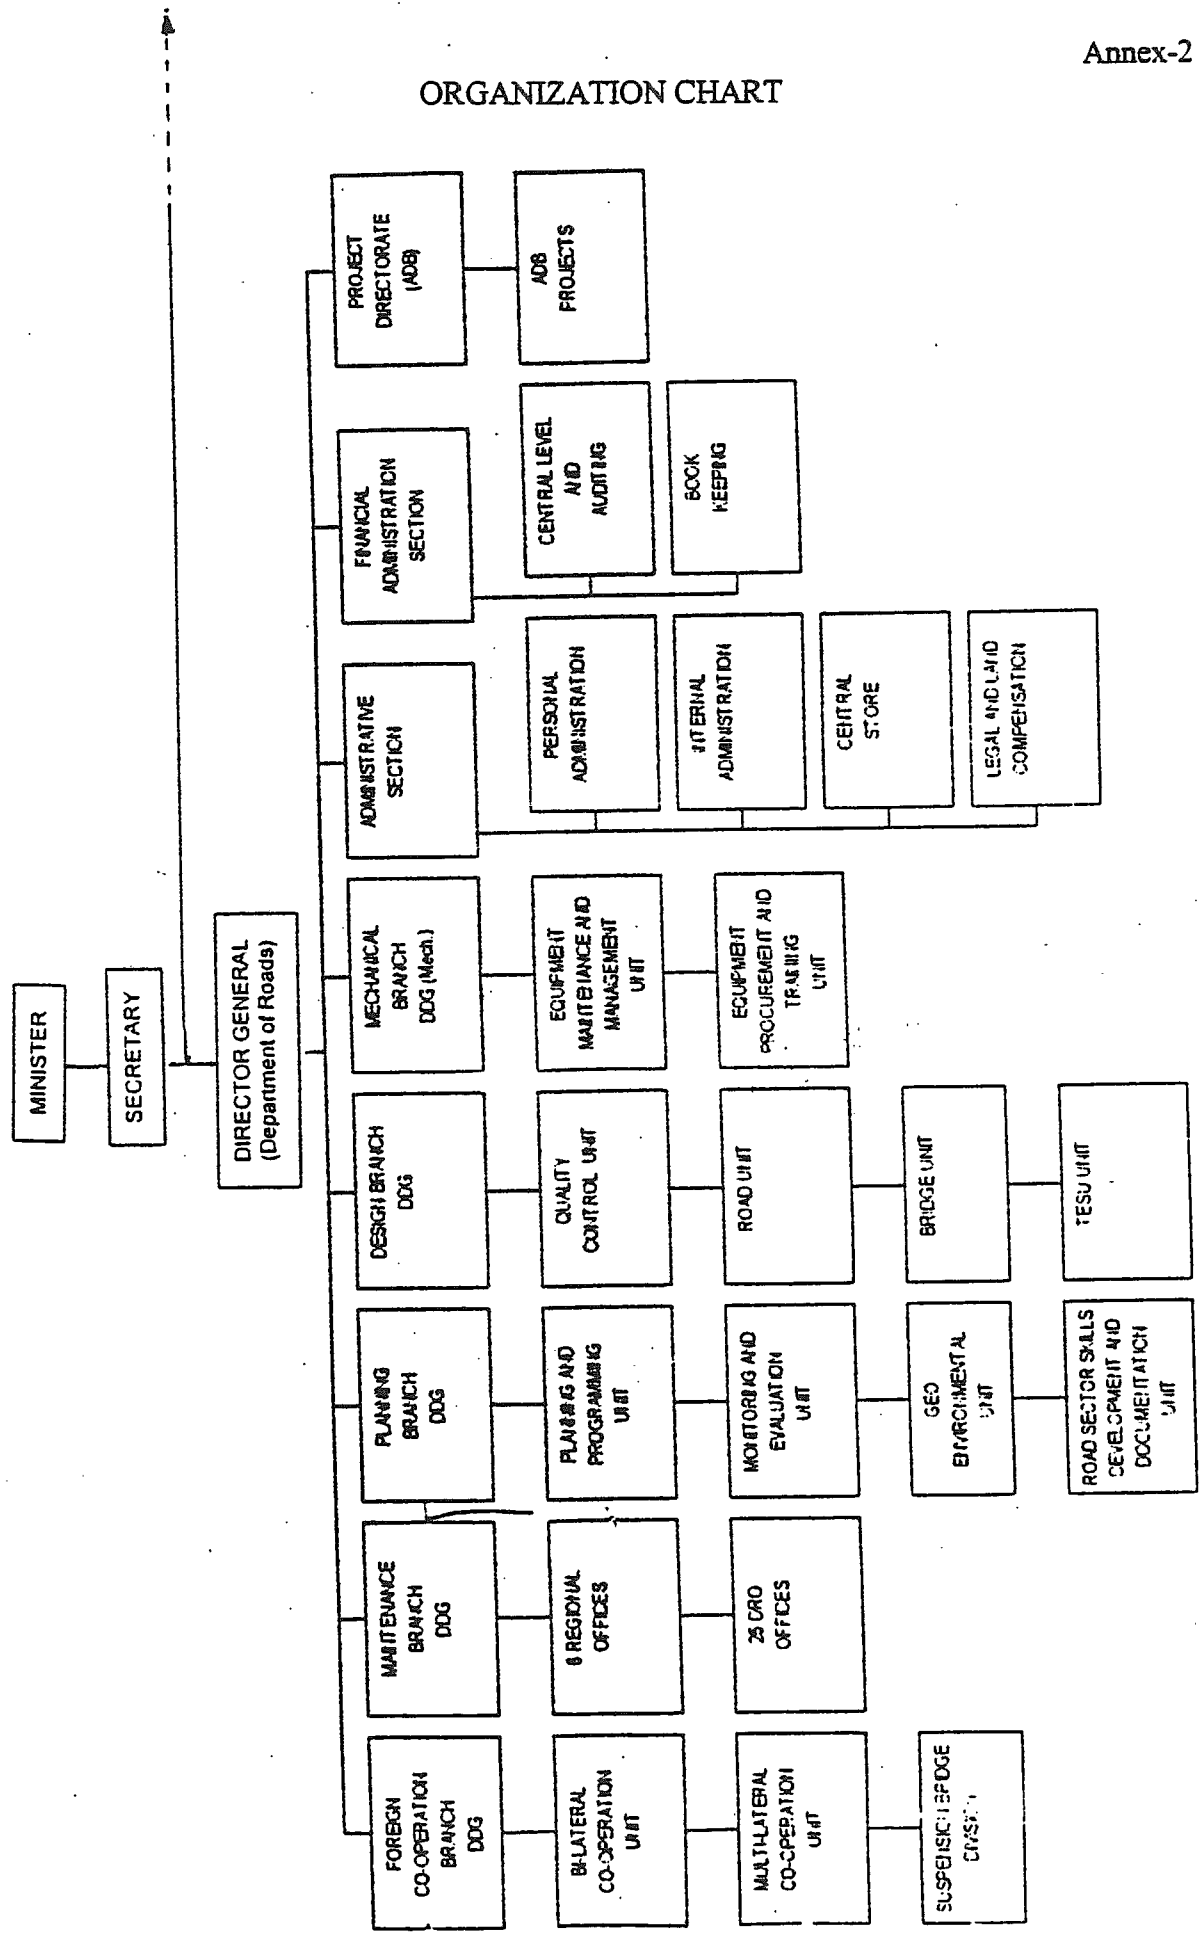 Annex-2
ORGANIZATION CHART
MINISTER
SECRETARY
DIRECTOR GENERAL
(Department of Roads)
FOREIGN
CO-OPERATION
BRANCH
DDG
MAINTENANCE
BRANCH
DDG
PLANNING
BRANCH
DDG
DESIGN BRANCH
DDG
MECHANICAL
BRANCH
DDG (Mech.)
ADMINISTRATIVE
SECTION
FINANCIAL
ADMINISTRATION
SECTION
PROJECT
DIRECTORATE
(ADB)
BI-LATERAL
CO-OPERATION
UNIT
REGIONAL
OFFICES
PLANNING AND
PROGRAMMING
UNIT
QUALITY
CONTROL UNIT
EQUIPMENT
MAINTENANCE AND
MANAGEMENT
UNIT
PERSONAL
ADMINISTRATION
CENTRAL LEVEL
AND
AUDITING
ADB
PROJECTS
MULTI-LATERAL
CO-OPERATION
UNIT
OFFICES
MONITORING AND
EVALUATION
UNIT
ROAD UNIT
EQUIPMENT
PROCUREMENT AND
TRAINING
UNIT
INTERNAL
ADMINISTRATION
BOOK
KEEPING
SUSPENSION BRIDGE
DIVISION
GEO
ENVIRONMENTAL
UNIT
BRIDGE UNIT
CENTRAL
STORE
ROAD SECTOR SKILLS
DEVELOPMENT AND
DOCUMENTATION
UNIT
TESU UNIT
LEGAL AND LAND
COMPENSATION